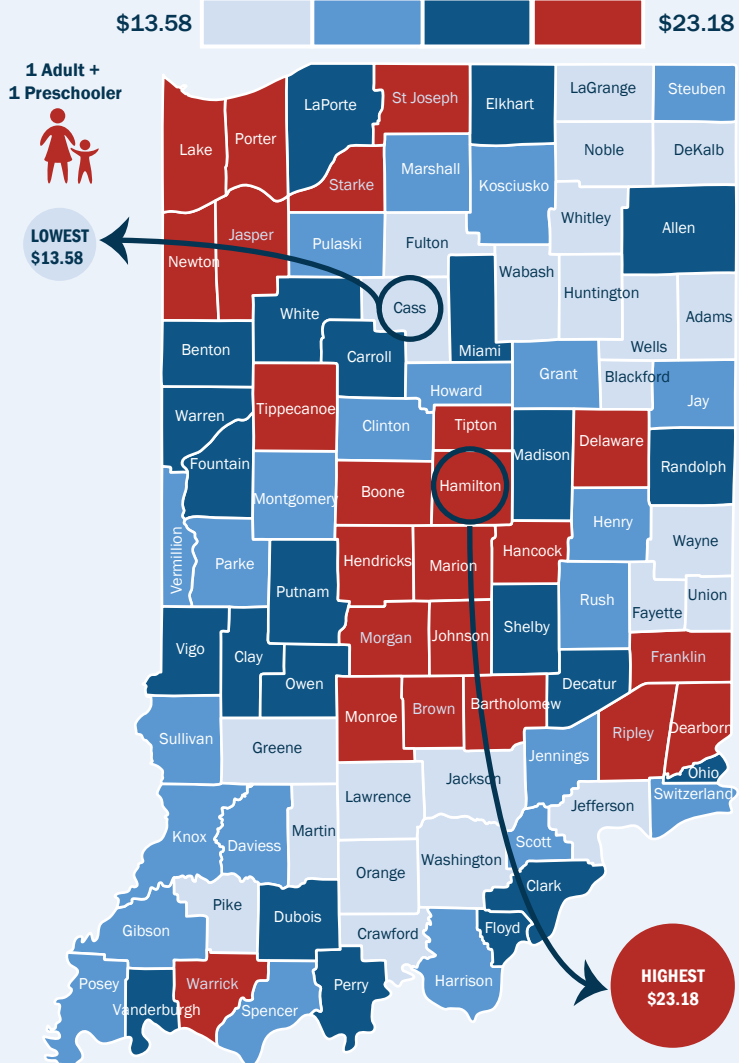 $13.58
$23.18
1 Adult +
1 Preschooler
LaPorte
St Joseph
Elkhart
LaGrange
Steuben
Lake
Porter
Starke
Marshall
Kosciusko
Noble
DeKalb
Whitley
Allen
LOWEST
$13.58
Newton
Jasper
Pulaski
Fulton
Wabash
Huntington
White
Cass
Miami
Wells
Adams
Benton
Carroll
Howard
Grant
Blackford
Jay
Warren
Tippecanoe
Clinton
Tipton
Madison
Delaware
Randolph
Fountain
Montgomery
Boone
Hamilton
Henry
Wayne
Vermillion
Parke
Putnam
Hendricks
Marion
Hancock
Rush
Fayette
Union
Vigo
Clay
Owen
Morgan
Johnson
Shelby
Decatur
Franklin
Sullivan
Greene
Monroe
Brown
Bartholomew
Jennings
Ripley
Dearborn
Ohio
Switzerland
Knox
Daviess
Martin
Lawrence
Jackson
Jefferson
Scott
Orange
Washington
Clark
Gibson
Pike
Dubois
Crawford
Floyd
Harrison
Posey
Vanderburgh
Warrick
Spencer
Perry
HIGHEST
$23.18